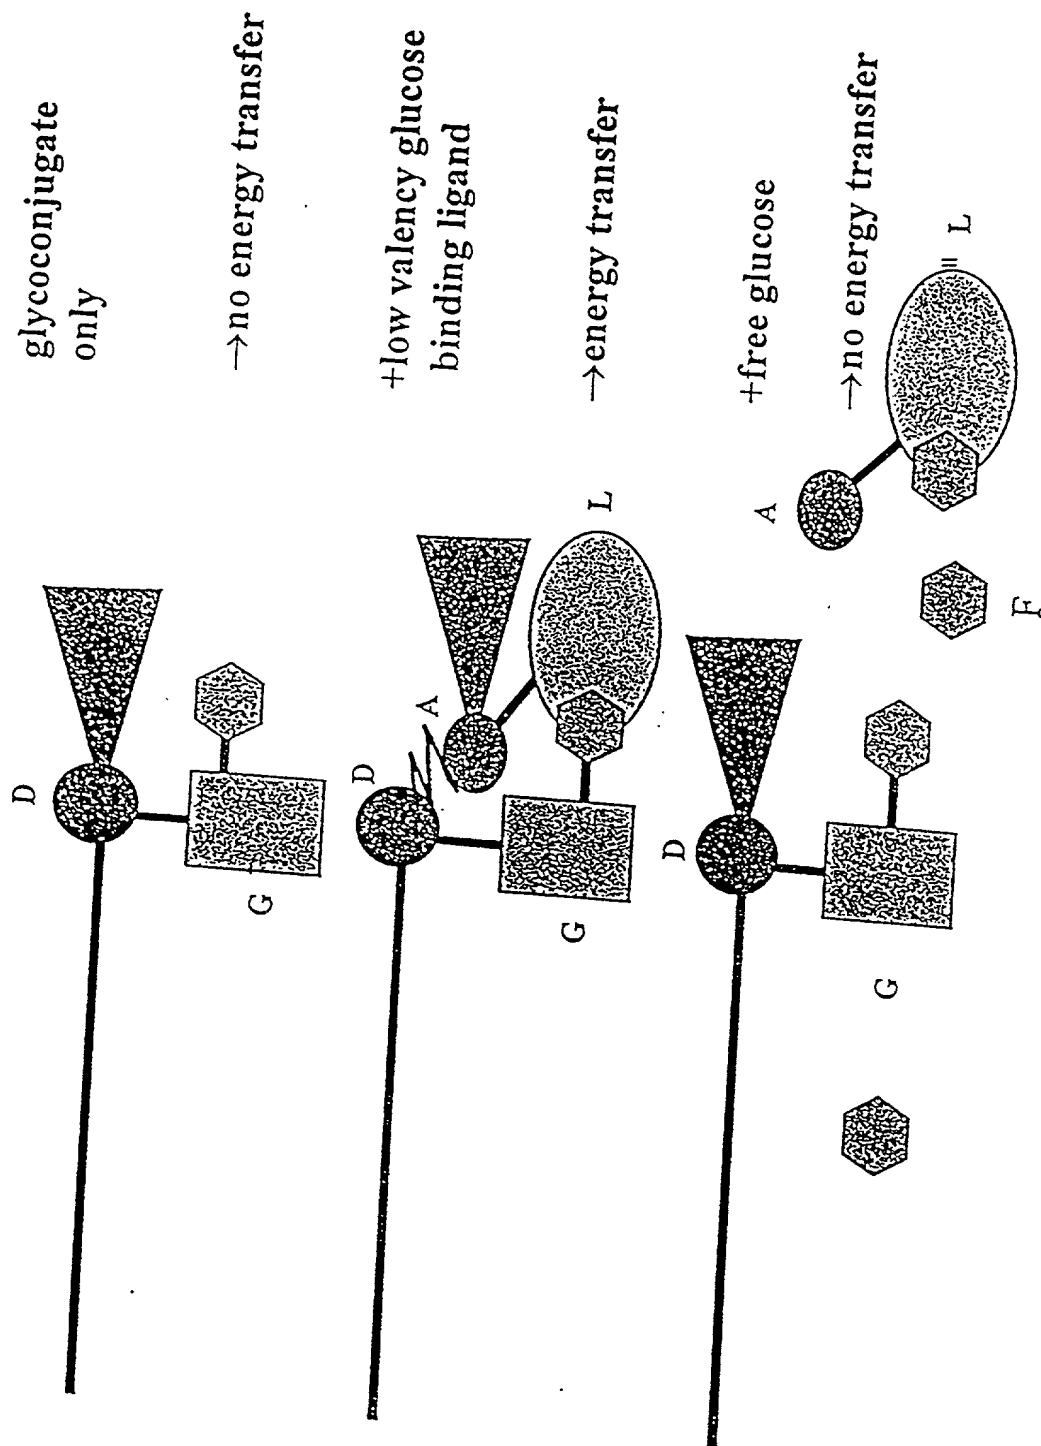 glycoconjugate
only
→no energy transfer
D
G
+low valency glucose
binding ligand
→energy transfer
D
A
L
G
+free glucose
→no energy transfer
D
A
L
G
F